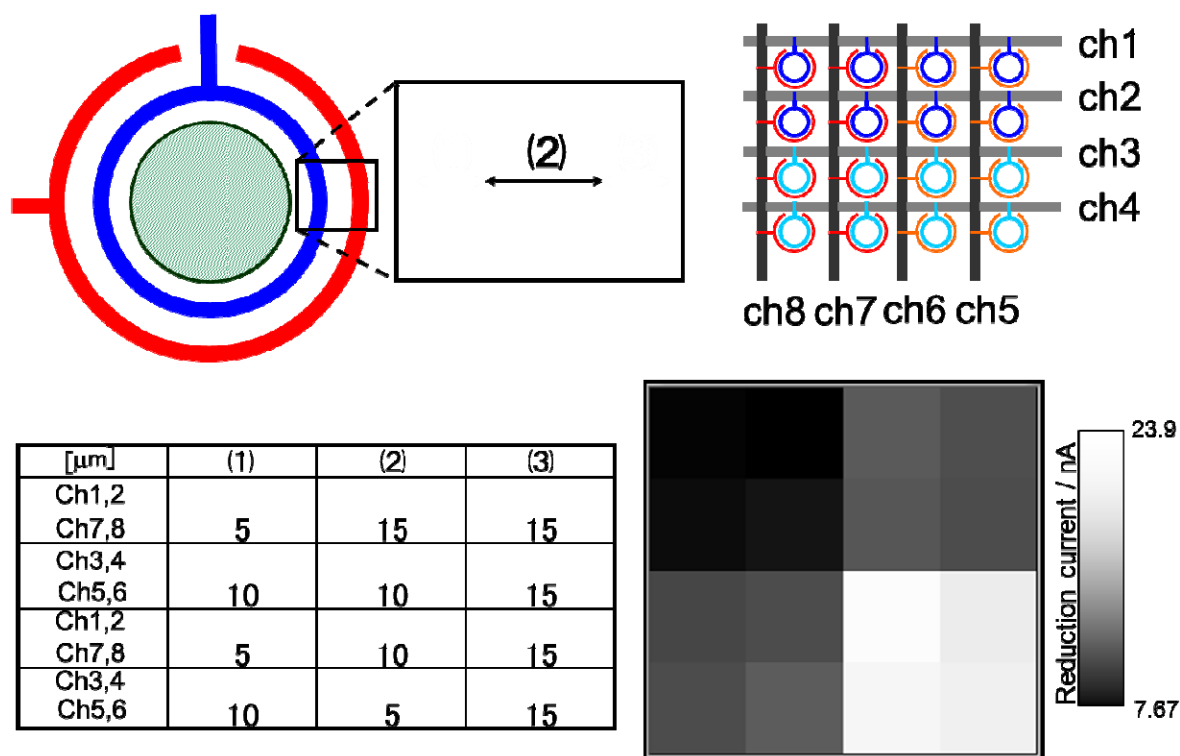 (2)
ch1
ch2
ch3
ch4
ch8 ch7 ch6 ch5
[μm] (1) (2) (3)
Ch1,2
Ch7,8 5 15 15
Ch3,4
Ch5,6 10 10 15
Ch1,2
Ch7,8 5 10 15
Ch3,4
Ch5,6 10 5 15
23.9
Reduction current / nA
7.67